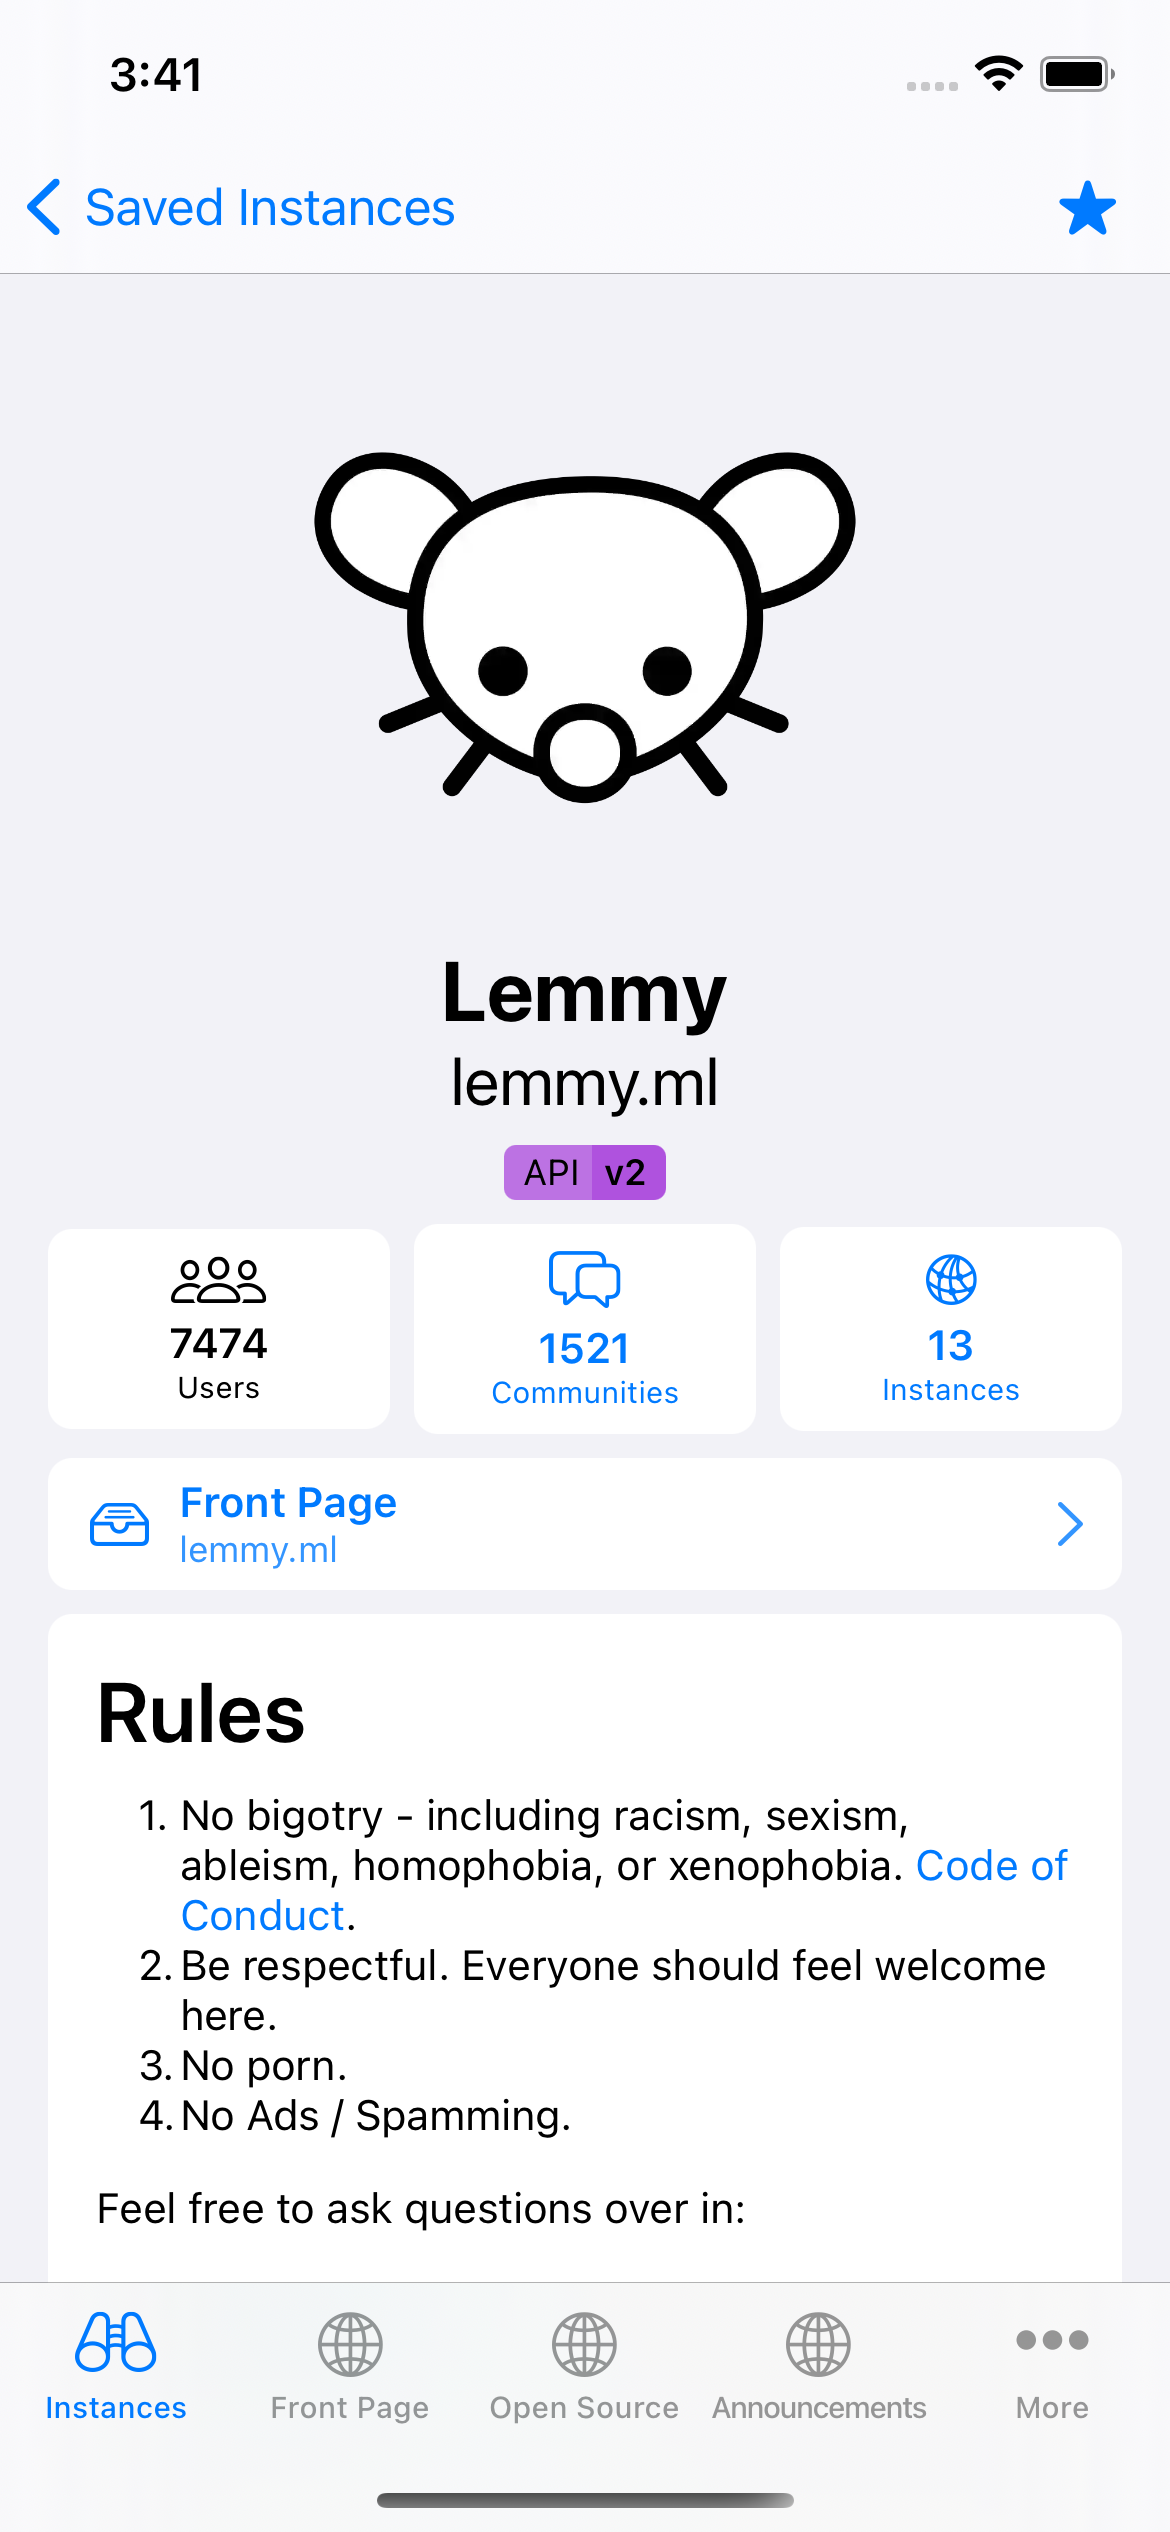 3:41
Saved Instances
Lemmy
lemmy.ml
API v2
7474
Users
1521
Communities
13
Instances
Front Page
lemmy.ml
Rules
1. No bigotry - including racism, sexism,
ableism, homophobia, or xenophobia. Code of
Conduct.
2. Be respectful. Everyone should feel welcome
here.
3. No porn.
4. No Ads / Spamming.
Feel free to ask questions over in:
Instances
Front Page
Open Source
Announcements
More